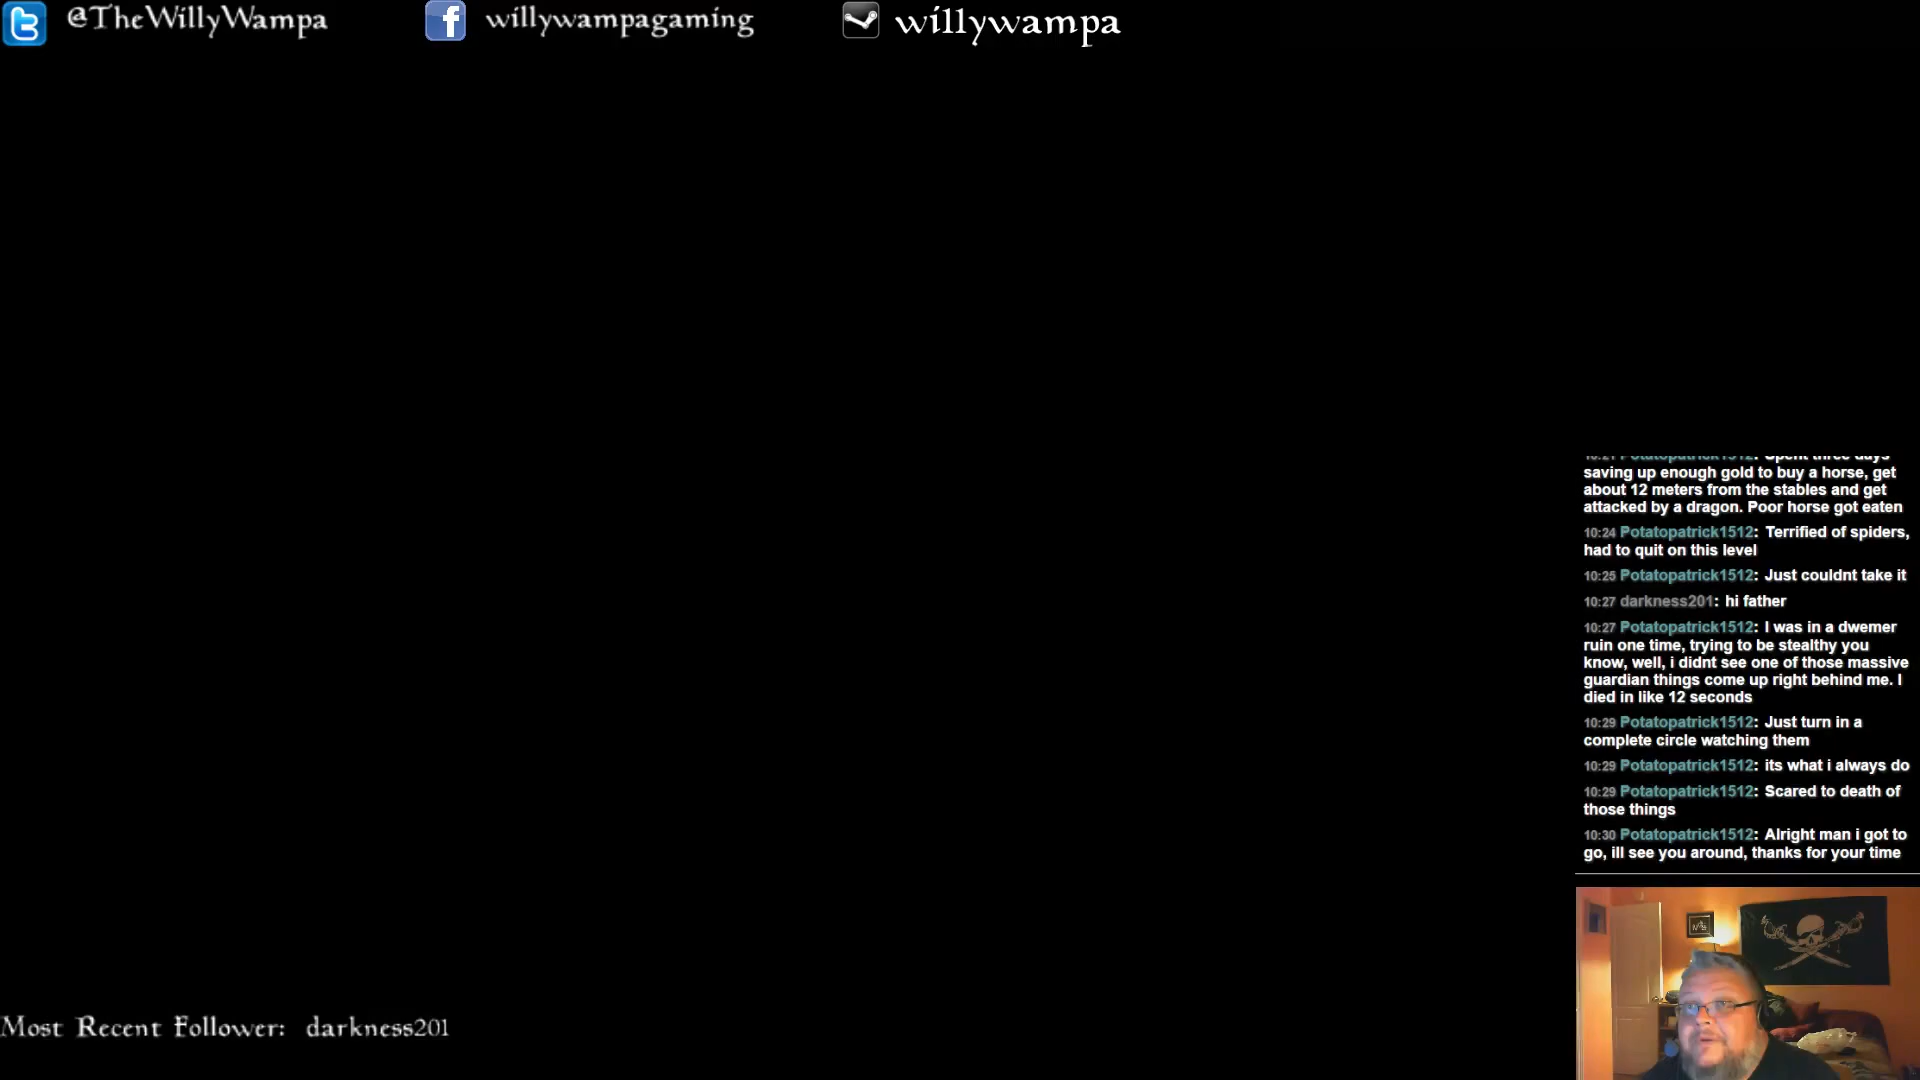 @TheWillyWampa
willywampagaming
willywampa
10:21 Potatopatrick1512: Spent three days
saving up enough gold to buy a horse, get
about 12 meters from the stables and get
attacked by a dragon. Poor horse got eaten
10:24 Potatopatrick1512: Terrified of spiders,
had to quit on this level
10:25 Potatopatrick1512: Just couldnt take it
10:27 darkness201: hi father
10:27 Potatopatrick1512: I was in a dwemer
ruin one time, trying to be stealthy you
know, well, i didnt see one of those massive
guardian things come up right behind me. I
died in like 12 seconds
10:29 Potatopatrick1512: Just turn in a
complete circle watching them
10:29 Potatopatrick1512: its what i always do
10:29 Potatopatrick1512: Scared to death of
those things
10:30 Potatopatrick1512: Alright man i got to
go, ill see you around, thanks for your time
Most Recent Follower: darkness201